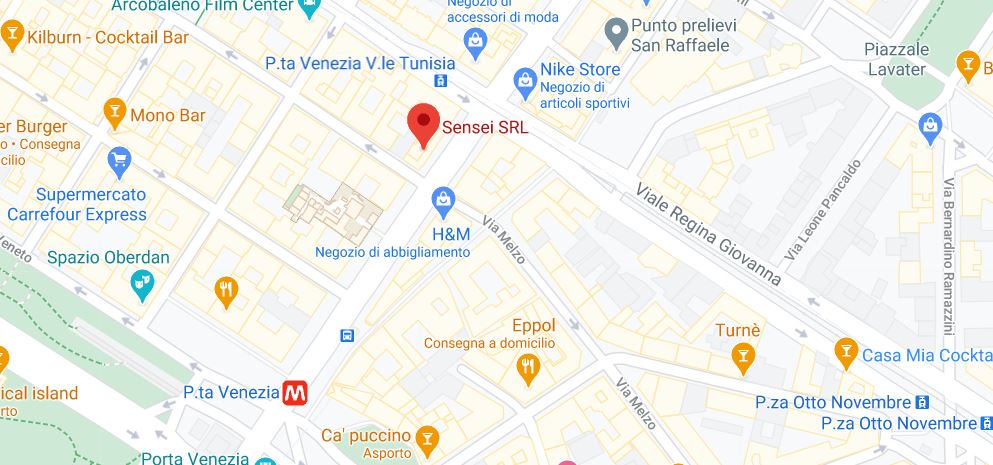 Arcobaleno Film Center
Negozio di
accessori di moda
Punto prelievi
San Raffaele
Kilburn - Cocktail Bar
Piazzale
Lavater
P.ta Venezia V.le Tunisia
Nike Store
Negozio di
articoli sportivi
B
Mono Bar
Sensei SRL
er Burger
o • Consegna
cilio
Supermercato
Carrefour Express
Viale Regina Giovanna
Via Leone Pancaldo
Via Bernardino Ramazzini
H&M
Negozio di abbigliamento
Via Melzo
Veneto
Spazio Oberdan
Eppol
Consegna a domicilio
Turnè
Casa Mia Cockta
P.ta Venezia
M
ical island
porto
Via Melzo
P.za Otto Novembre
P.za Otto Novembre
Ca' puccino
Asporto
Porta Venezia